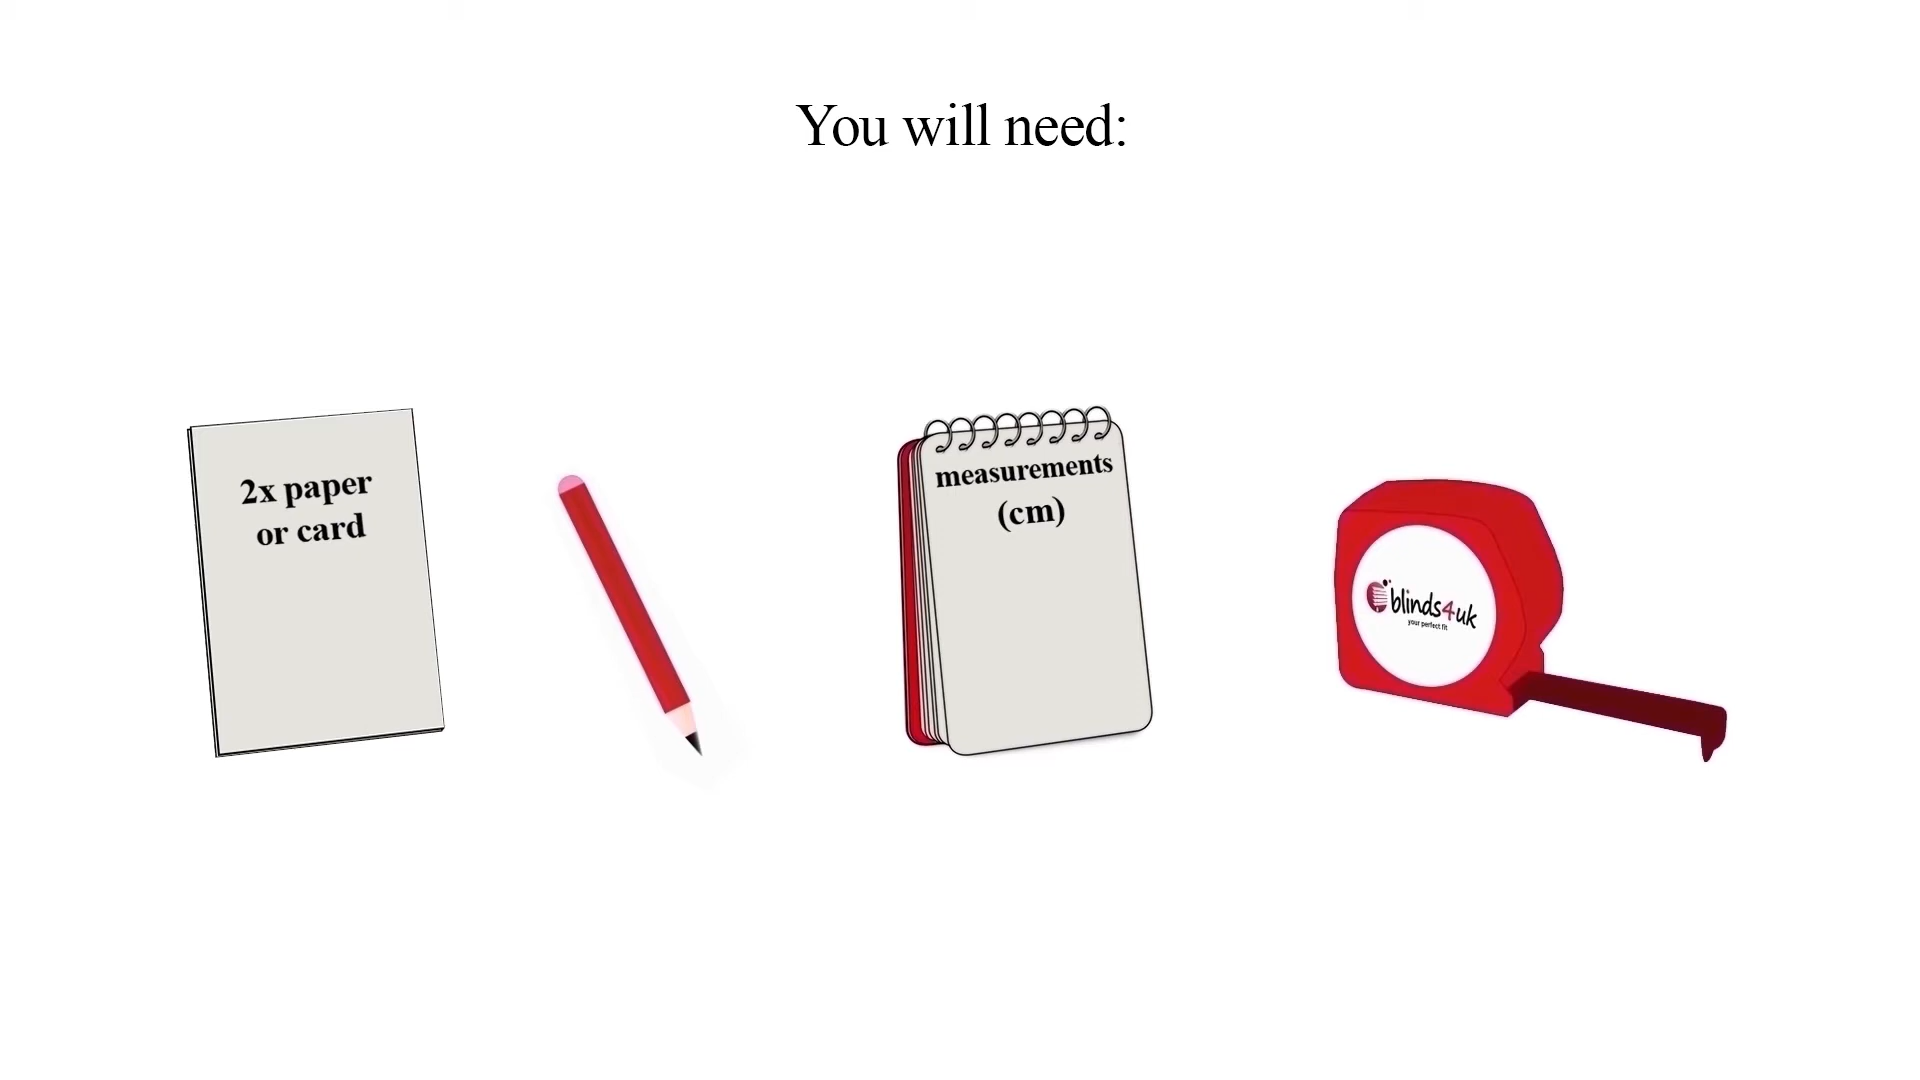 You will need:
2x paper
or card
measurements
(cm)
blinds4uk
your perfect fit